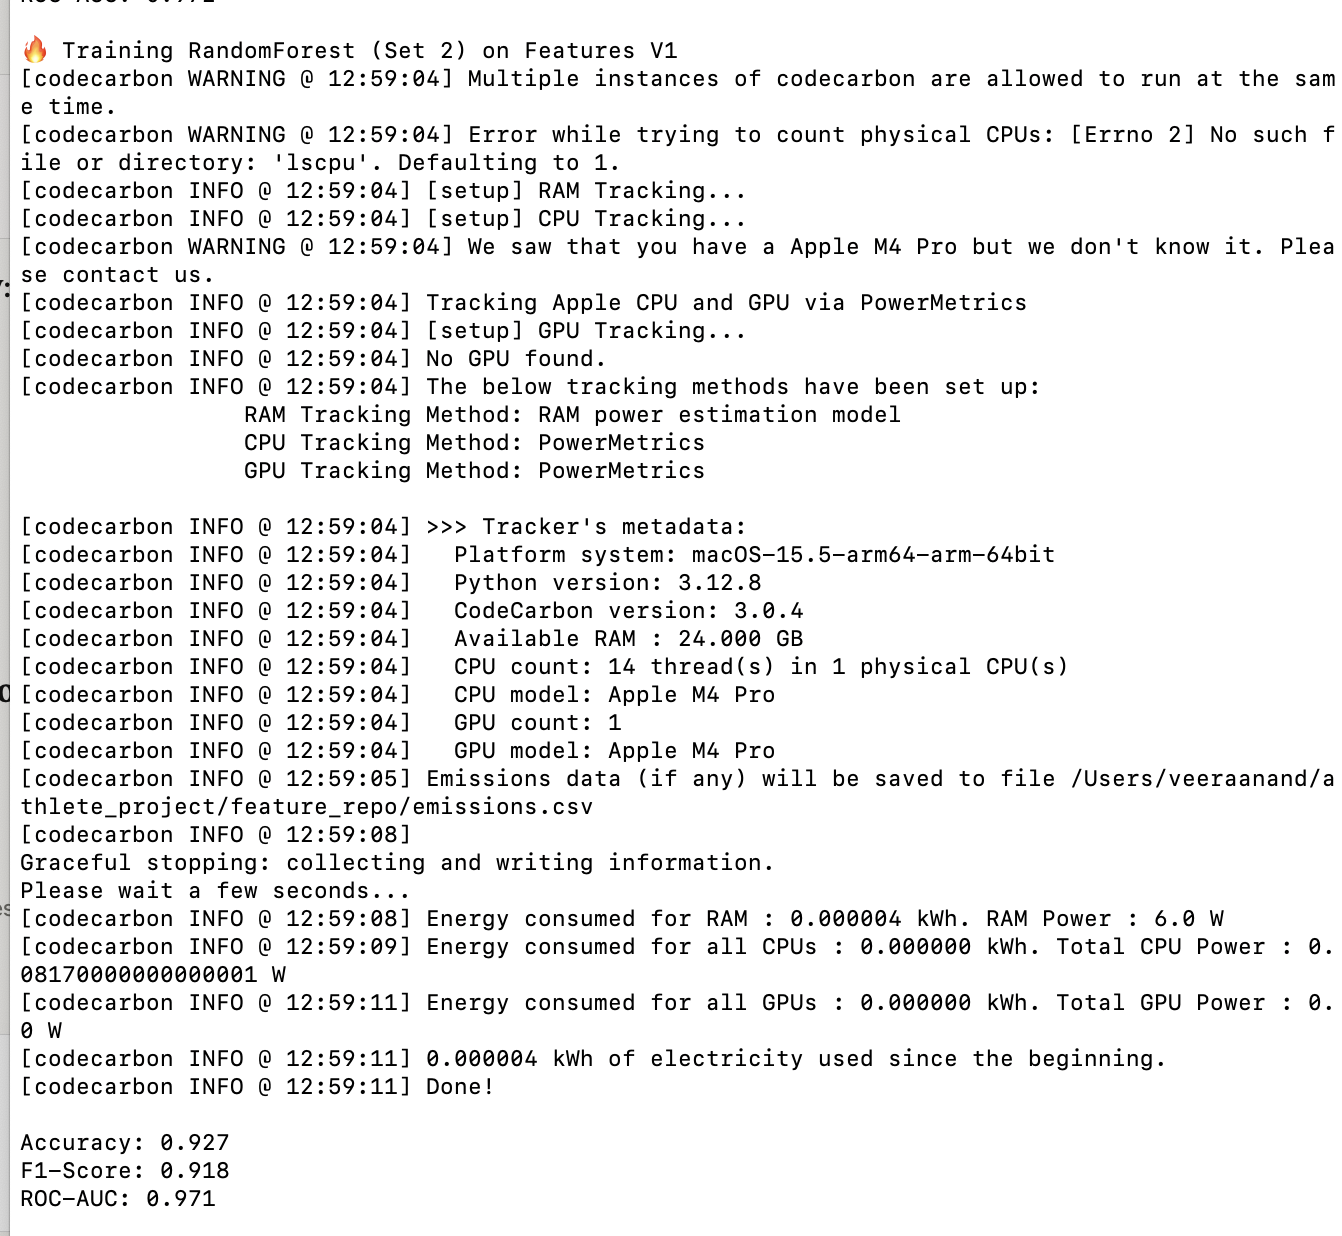 ROC-AUC: 0.971
🔥 Training RandomForest (Set 2) on Features V1
[codecarbon WARNING @ 12:59:04] Multiple instances of codecarbon are allowed to run at the sam
e time.
[codecarbon WARNING @ 12:59:04] Error while trying to count physical CPUs: [Errno 2] No such f
ile or directory: 'lscpu'. Defaulting to 1.
[codecarbon INFO @ 12:59:04] [setup] RAM Tracking...
[codecarbon INFO @ 12:59:04] [setup] CPU Tracking...
[codecarbon WARNING @ 12:59:04] We saw that you have a Apple M4 Pro but we don't know it. Plea
se contact us.
[codecarbon INFO @ 12:59:04] Tracking Apple CPU and GPU via PowerMetrics
[codecarbon INFO @ 12:59:04] [setup] GPU Tracking...
[codecarbon INFO @ 12:59:04] No GPU found.
[codecarbon INFO @ 12:59:04] The below tracking methods have been set up:
                RAM Tracking Method: RAM power estimation model
                CPU Tracking Method: PowerMetrics
                GPU Tracking Method: PowerMetrics
[codecarbon INFO @ 12:59:04] >>> Tracker's metadata:
[codecarbon INFO @ 12:59:04]   Platform system: macOS-15.5-arm64-arm-64bit
[codecarbon INFO @ 12:59:04]   Python version: 3.12.8
[codecarbon INFO @ 12:59:04]   CodeCarbon version: 3.0.4
[codecarbon INFO @ 12:59:04]   Available RAM : 24.000 GB
[codecarbon INFO @ 12:59:04]   CPU count: 14 thread(s) in 1 physical CPU(s)
[codecarbon INFO @ 12:59:04]   CPU model: Apple M4 Pro
[codecarbon INFO @ 12:59:04]   GPU count: 1
[codecarbon INFO @ 12:59:04]   GPU model: Apple M4 Pro
[codecarbon INFO @ 12:59:05] Emissions data (if any) will be saved to file /Users/veeraanand/a
thlete_project/feature_repo/emissions.csv
[codecarbon INFO @ 12:59:08]
Graceful stopping: collecting and writing information.
Please wait a few seconds...
[codecarbon INFO @ 12:59:08] Energy consumed for RAM : 0.000004 kWh. RAM Power : 6.0 W
[codecarbon INFO @ 12:59:09] Energy consumed for all CPUs : 0.000000 kWh. Total CPU Power : 0.
08170000000000001 W
[codecarbon INFO @ 12:59:11] Energy consumed for all GPUs : 0.000000 kWh. Total GPU Power : 0.
0 W
[codecarbon INFO @ 12:59:11] 0.000004 kWh of electricity used since the beginning.
[codecarbon INFO @ 12:59:11] Done!
Accuracy: 0.927
F1-Score: 0.918
ROC-AUC: 0.971